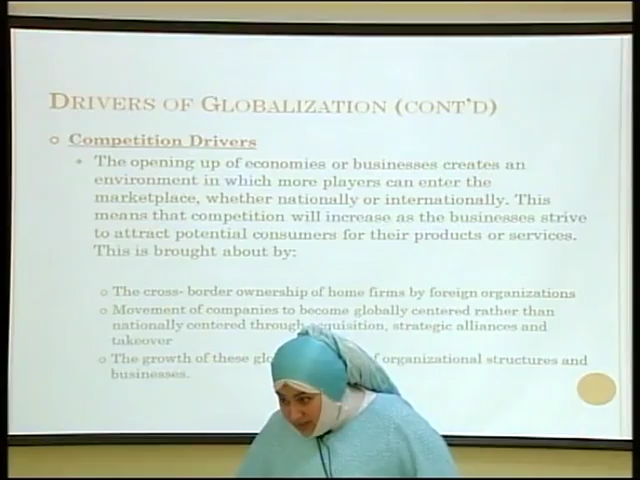 DRIVERS OF GLOBALIZATION (CONT'D)
Competition Drivers
The opening up of economies or businesses creates an
environment in which more players can enter the
marketplace, whether nationally or internationally. This
means that competition will increase as the businesses strive
to attract potential consumers for their products or services.
This is brought about by:
The cross- border ownership of home firms by foreign organizations
Movement of companies to become globally centered rather than
nationally centered through acquisition, strategic alliances and
takeover
The growth of these of organizational structures and
businesses.